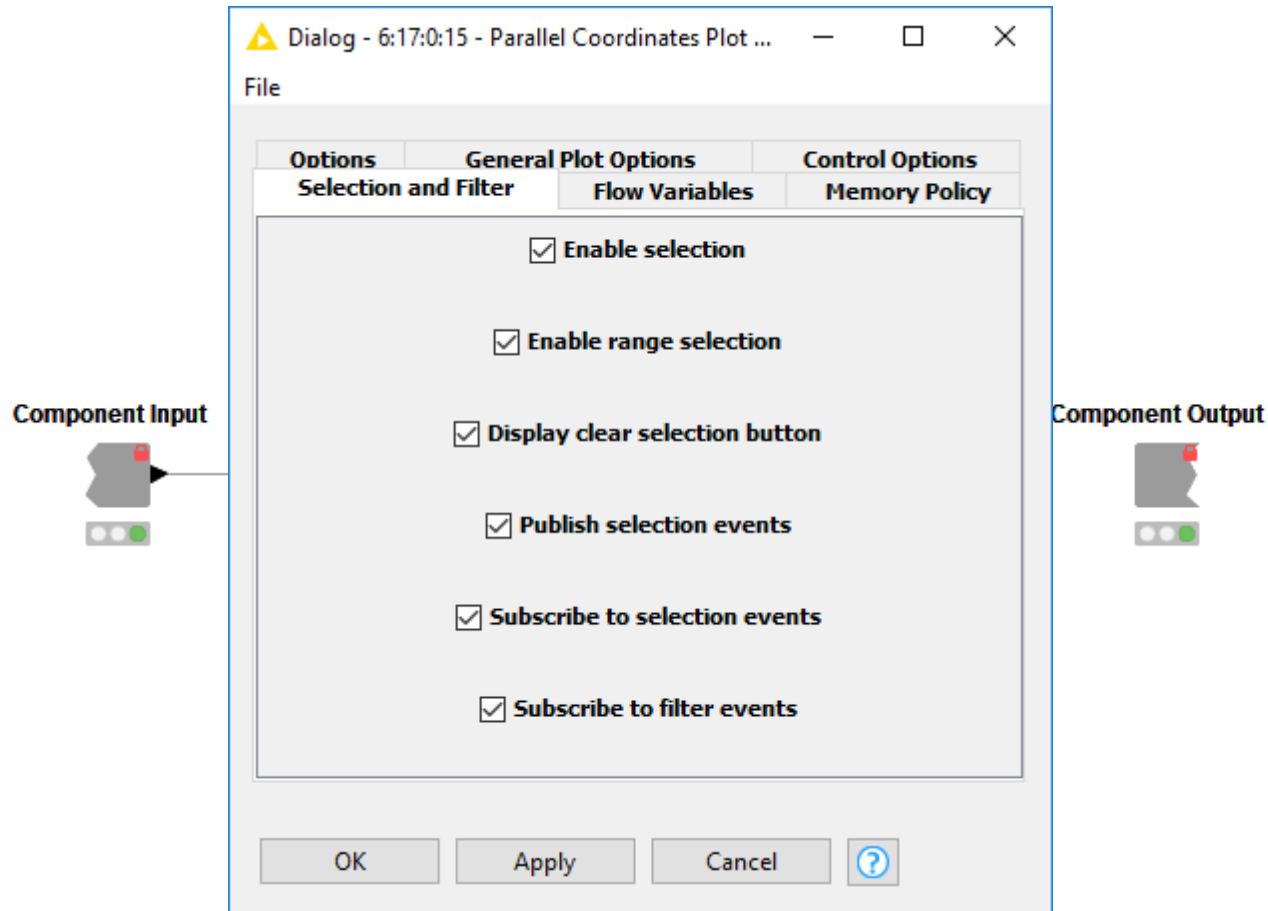 Dialog - 6:17:0:15 - Parallel Coordinates Plot ...
File
Options General Plot Options Control Options
Selection and Filter Flow Variables Memory Policy
Enable selection
Enable range selection
Component Input
Component Output
Display clear selection button
Publish selection events
Subscribe to selection events
Subscribe to filter events
OK Apply Cancel ?